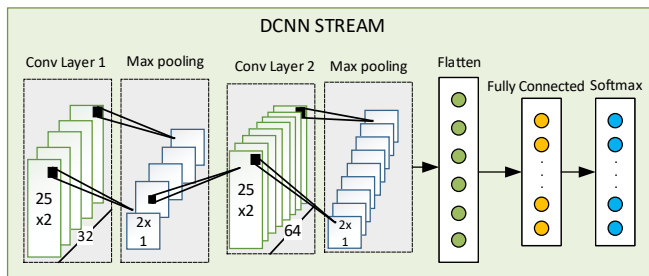 DCNN STREAM
Conv Layer 1
Max pooling
Conv Layer 2
Max pooling
Flatten
Fully Connected
Softmax
25
x2
32
2x
1
25
x2
64
2x
1